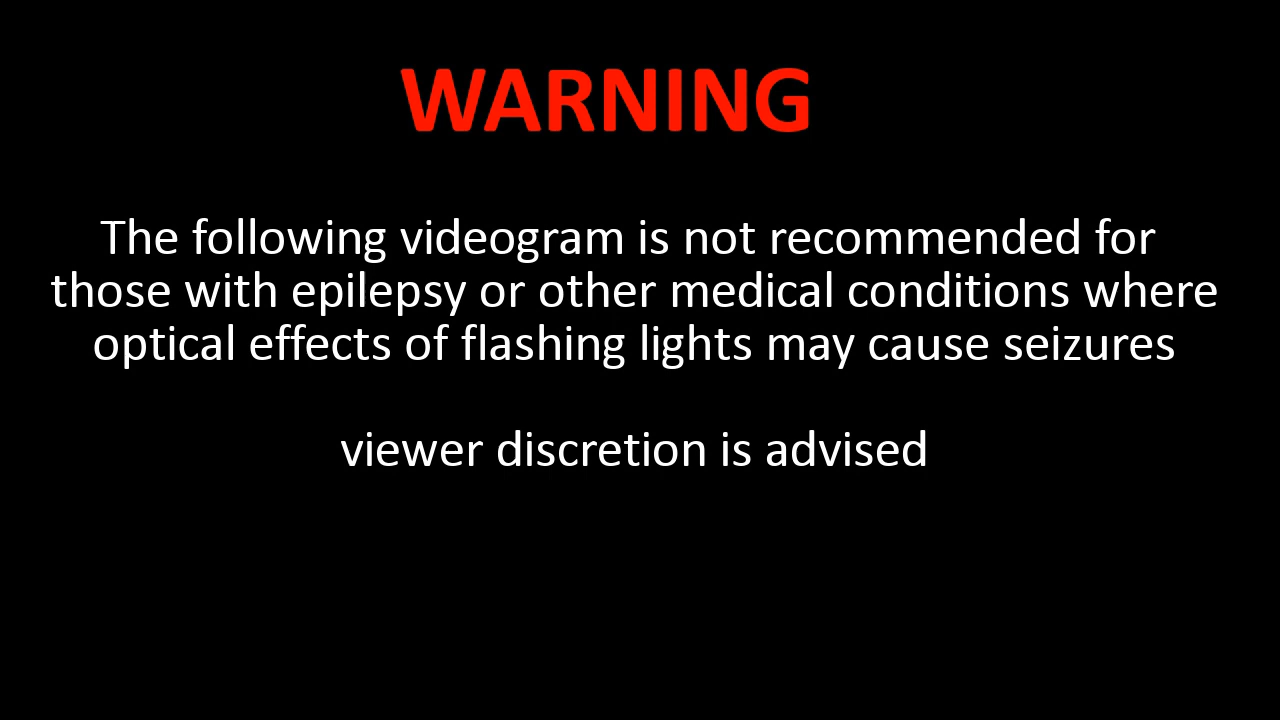 WARNING
The following videogram is not recommended for
those with epilepsy or other medical conditions where
optical effects of flashing lights may cause seizures
viewer discretion is advised